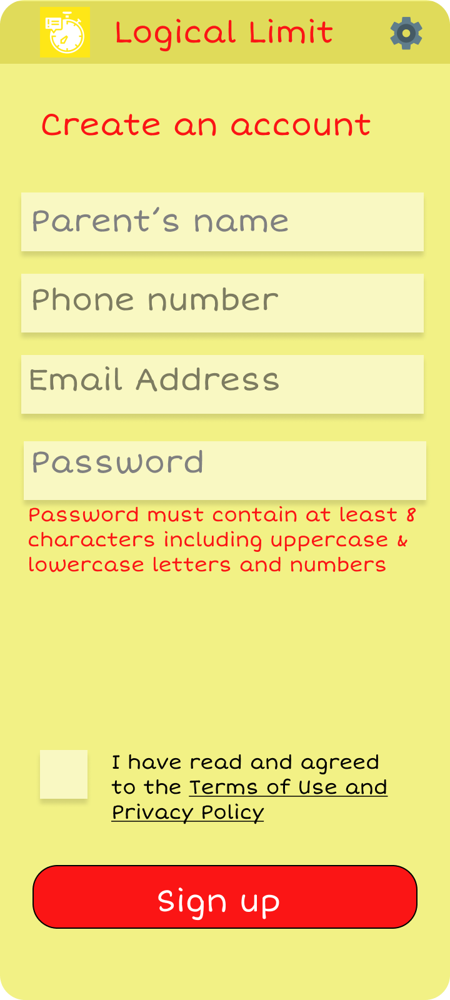 Logical Limit
Create an account
Parent's name
Phone number
Email Address
Password
Password must contain at least 8
characters including uppercase &
lowercase letters and numbers
I have read and agreed
to the Terms of Use and
Privacy Policy
Sign up